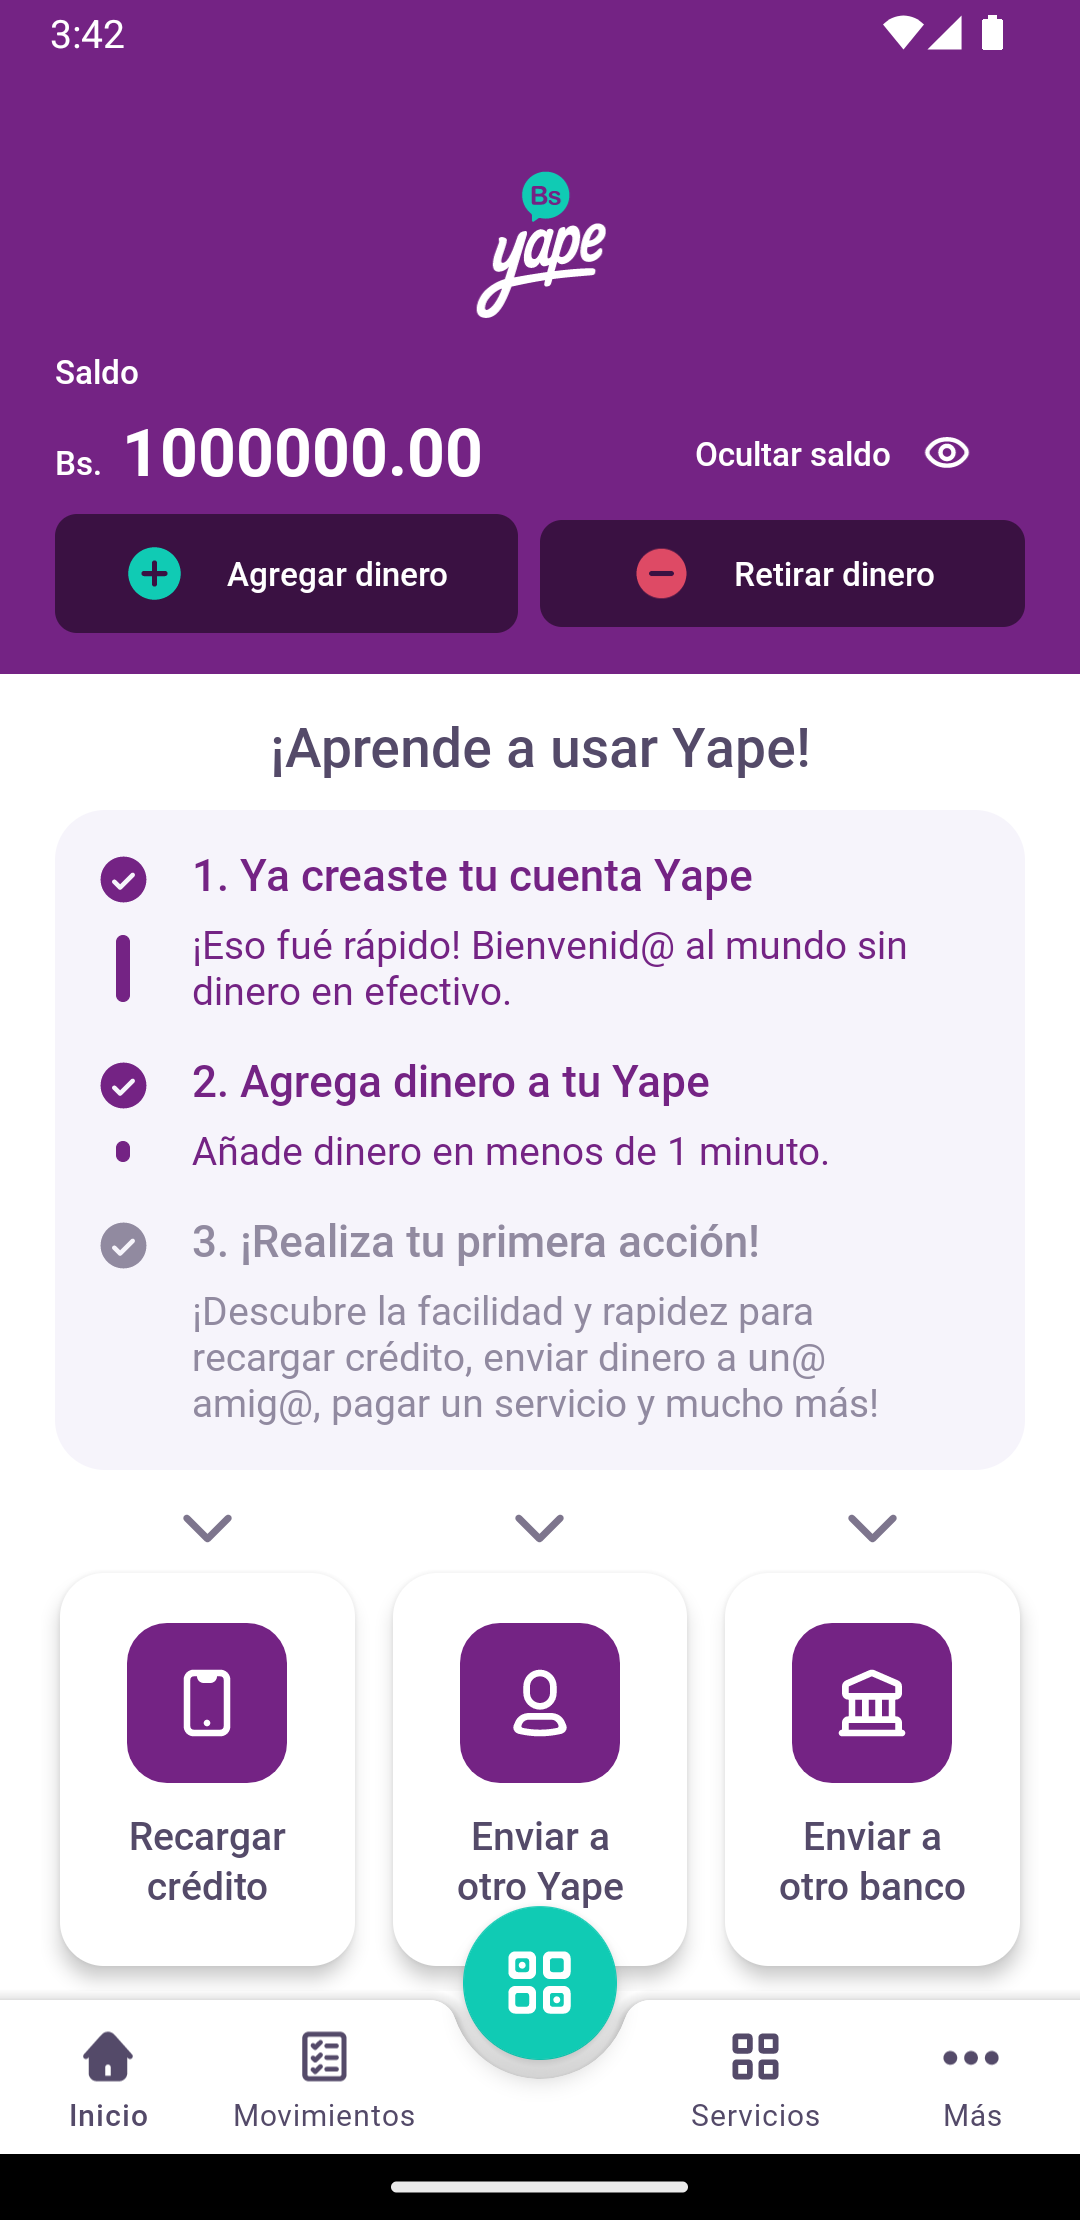 3:42
Bs
yape
Saldo
Bs. 1000000.00
Ocultar saldo
Agregar dinero
Retirar dinero
¡Aprende a usar Yape!
1. Ya creaste tu cuenta Yape
¡Eso fué rápido! Bienvenid@ al mundo sin
dinero en efectivo.
2. Agrega dinero a tu Yape
Añade dinero en menos de 1 minuto.
3. ¡Realiza tu primera acción!
¡Descubre la facilidad y rapidez para
recargar crédito, enviar dinero a un@
amig@, pagar un servicio y mucho más!
Recargar
crédito
Enviar a
otro Yape
Enviar a
otro banco
Inicio
Movimientos
Servicios
Más